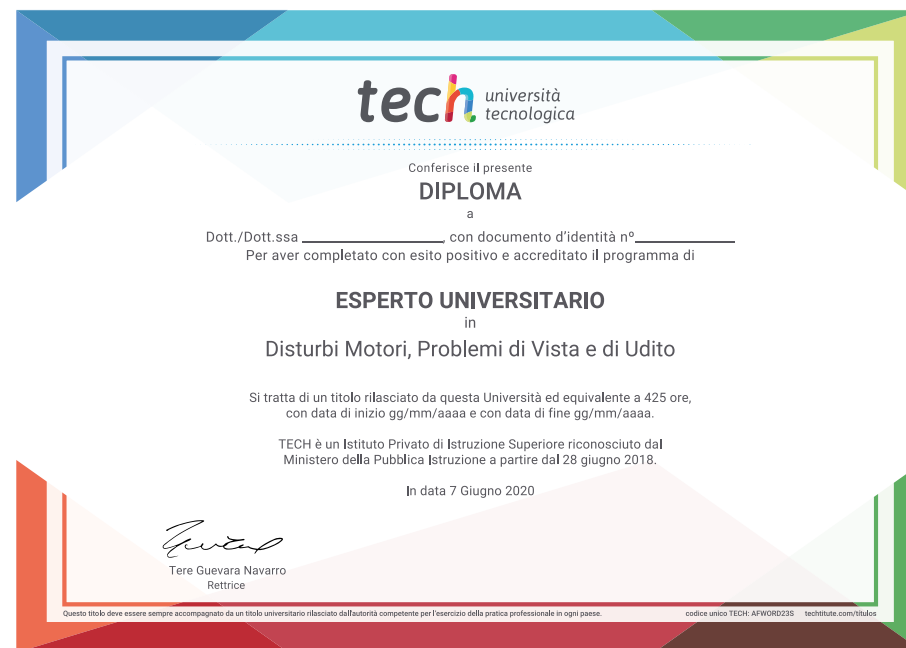 tech università
tecnologica
Conferisce il presente
DIPLOMA
a
Dott./Dott.ssa ____________, con documento d'identità nº____________
Per aver completato con esito positivo e accreditato il programma di
ESPERTO UNIVERSITARIO
in
Disturbi Motori, Problemi di Vista e di Udito
Si tratta di un titolo rilasciato da questa Università ed equivalente a 425 ore,
con data di inizio gg/mm/aaaa e con data di fine gg/mm/aaaa.
TECH è un Istituto Privato di Istruzione Superiore riconosciuto dal
Ministero della Pubblica Istruzione a partire dal 28 giugno 2018.
In data 7 Giugno 2020
Tere Guevara Navarro
Rettrice
Questo titolo deve essere sempre accompagnato da un titolo universitario rilasciato dall'autorità competente per l'esercizio della pratica professionale in ogni paese. codice unico TECH: AFWORD23S techtitute.com/titulos